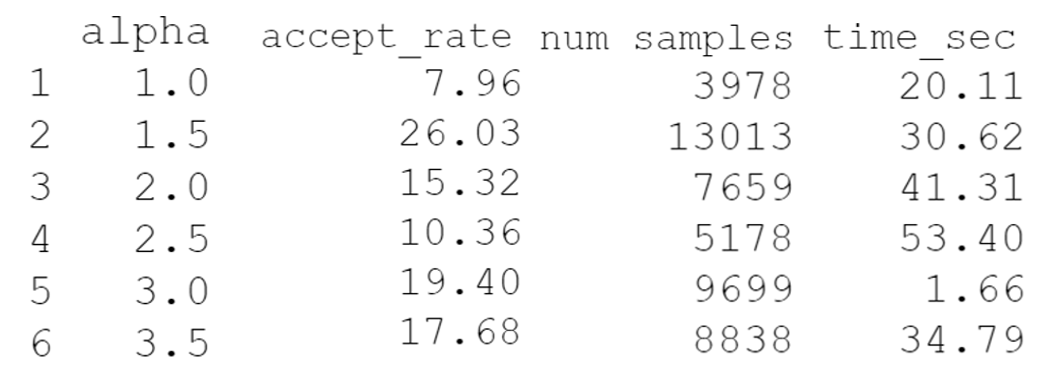 alpha accept_rate num samples time_sec
1 1.0 7.96 3978 20.11
2 1.5 26.03 13013 30.62
3 2.0 15.32 7659 41.31
4 2.5 10.36 5178 53.40
5 3.0 19.40 9699 1.66
6 3.5 17.68 8838 34.79